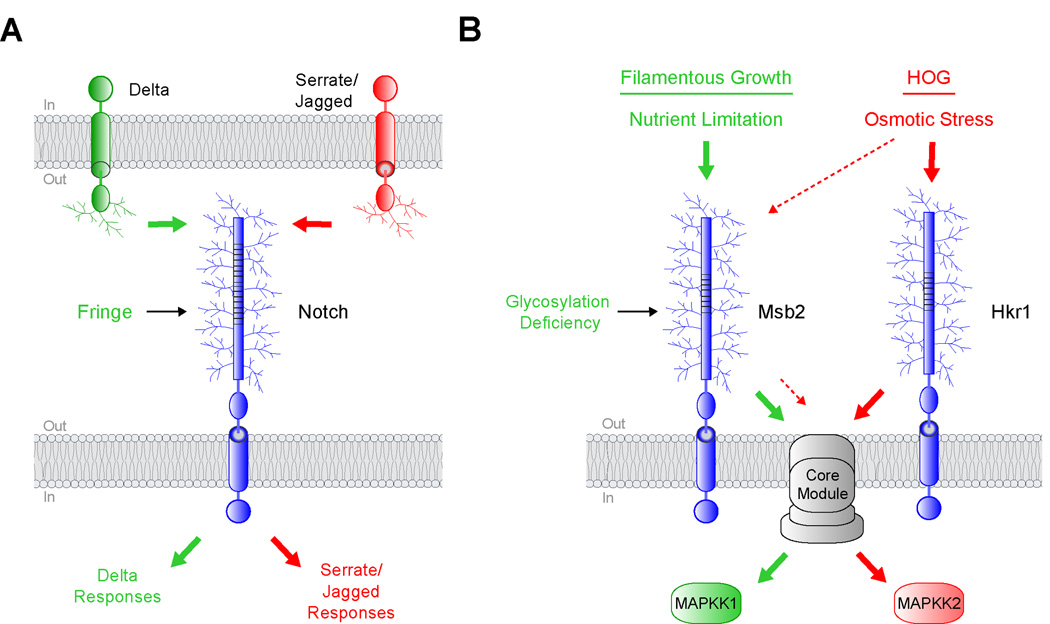 A
Delta
Serrate/
Jagged
In
Out
Fringe
Notch
Out
In
Delta
Responses
Serrate/
Jagged
Responses
B
Filamentous Growth
HOG
Nutrient Limitation
Osmotic Stress
Glycosylation
Deficiency
Msb2
Hkr1
Out
In
Core
Module
MAPKK1
MAPKK2